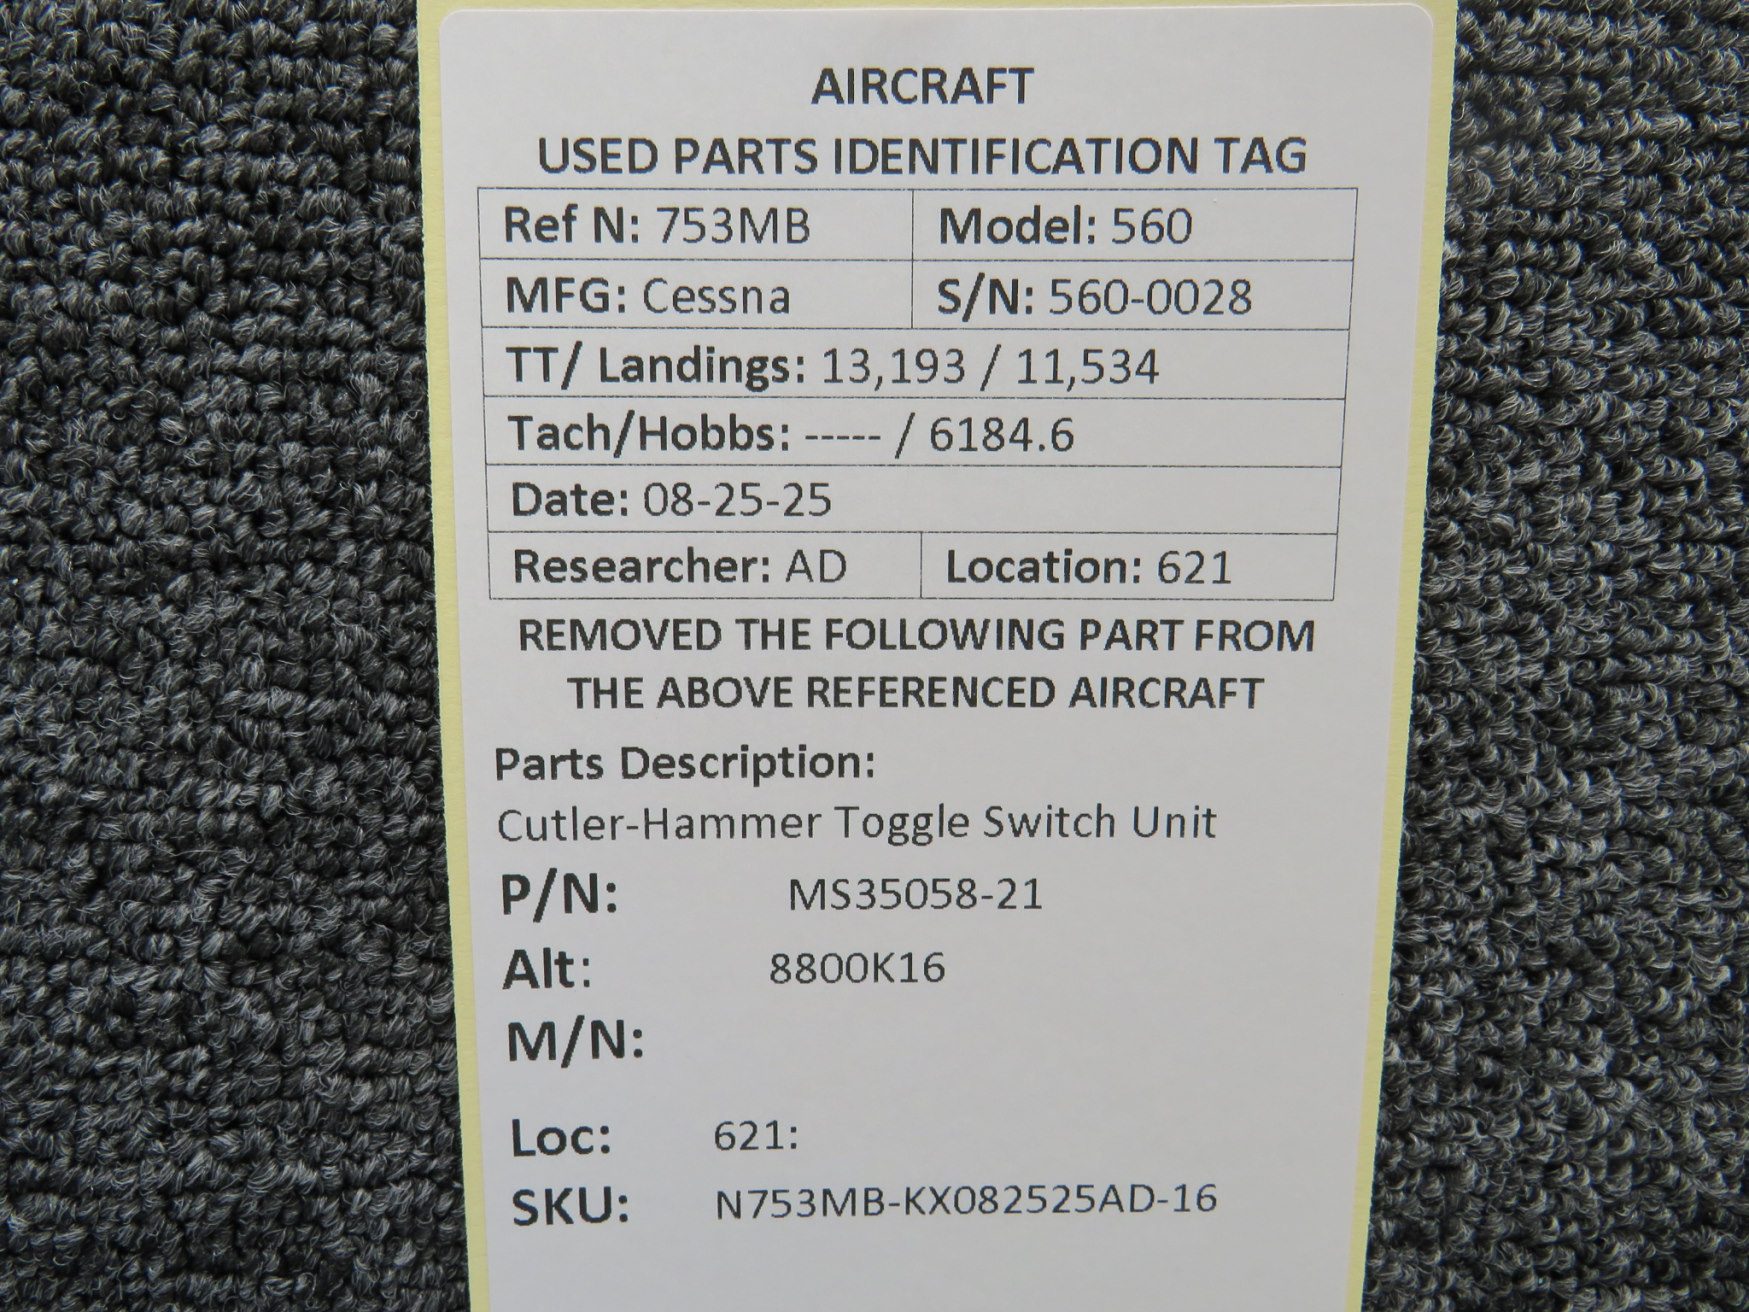 AIRCRAFT
USED PARTS IDENTIFICATION TAG
Ref N: 753MB Model: 560
MFG: Cessna S/N: 560-0028
TT/ Landings: 13,193 / 11,534
Tach/Hobbs: ----- / 6184.6
Date: 08-25-25
Researcher: AD Location: 621
REMOVED THE FOLLOWING PART FROM
THE ABOVE REFERENCED AIRCRAFT
Parts Description:
Cutler-Hammer Toggle Switch Unit
P/N: MS35058-21
Alt: 8800K16
M/N:
Loc: 621:
SKU: N753MB-KX082525AD-16